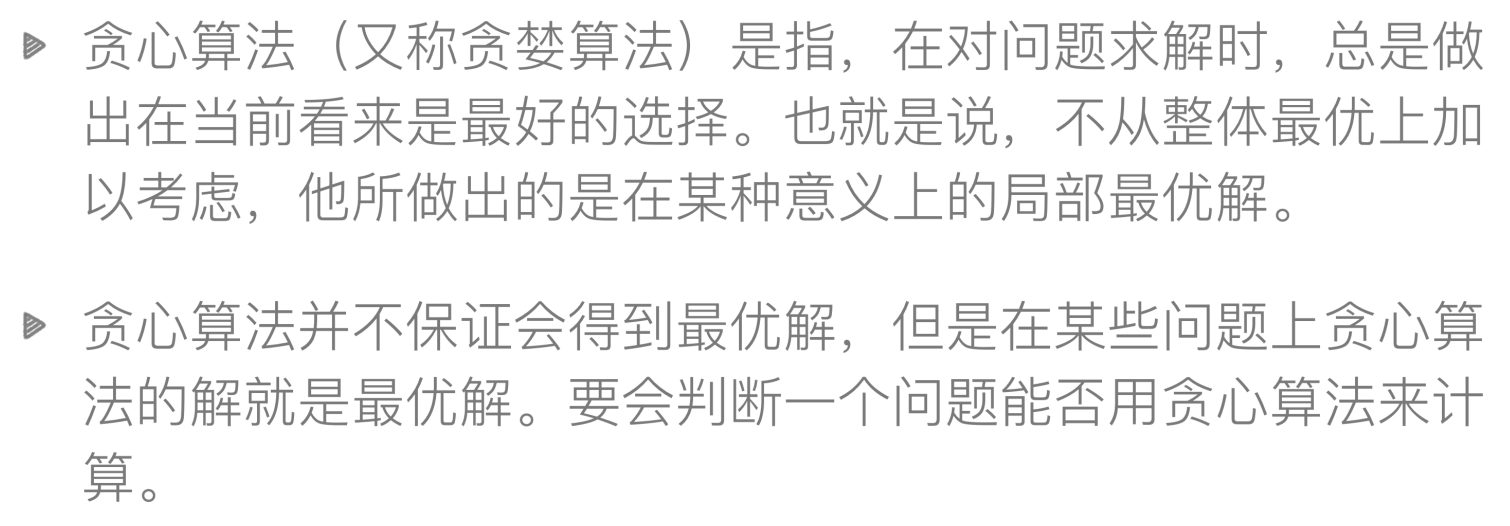 贪心算法（又称贪婪算法）是指，在对问题求解时，总是做
出在当前看来是最好的选择。也就是说，不从整体最优上加
以考虑，他所做出的是在某种意义上的局部最优解。
贪心算法并不保证会得到最优解，但是在某些问题上贪心算
法的解就是最优解。要会判断一个问题能否用贪心算法来计
算。